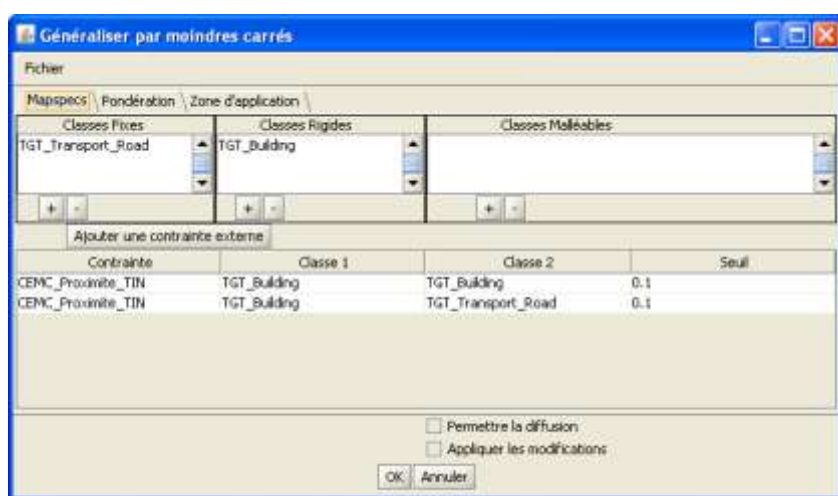 Généraliser par moindres carrés
Fichier
Mapspecs Pondération Zone d'application
Classes Fixes Classes Rigides Classes Malléables
TGT_Transport_Road TGT_Building
+ - + - + -
Ajouter une contrainte externe
Contrainte Classe 1 Classe 2 Seuil
CEMC_Proximite_TIN TGT_Building TGT_Building 0.1
CEMC_Proximite_TIN TGT_Building TGT_Transport_Road 0.1
Permettre la diffusion
Appliquer les modifications
OK Annuler